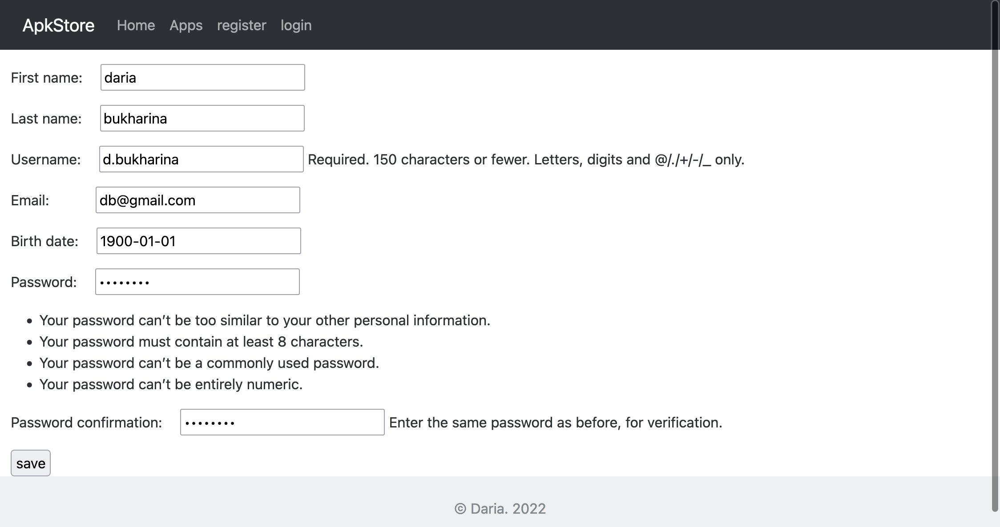 ApkStore Home Apps register login
First name: daria
Last name: bukharina
Username: d.bukharina Required. 150 characters or fewer. Letters, digits and @/./+/-/_ only.
Email: db@gmail.com
Birth date: 1900-01-01
Password: ••••••••
• Your password can’t be too similar to your other personal information.
• Your password must contain at least 8 characters.
• Your password can’t be a commonly used password.
• Your password can’t be entirely numeric.
Password confirmation: •••••••• Enter the same password as before, for verification.
save
© Daria. 2022